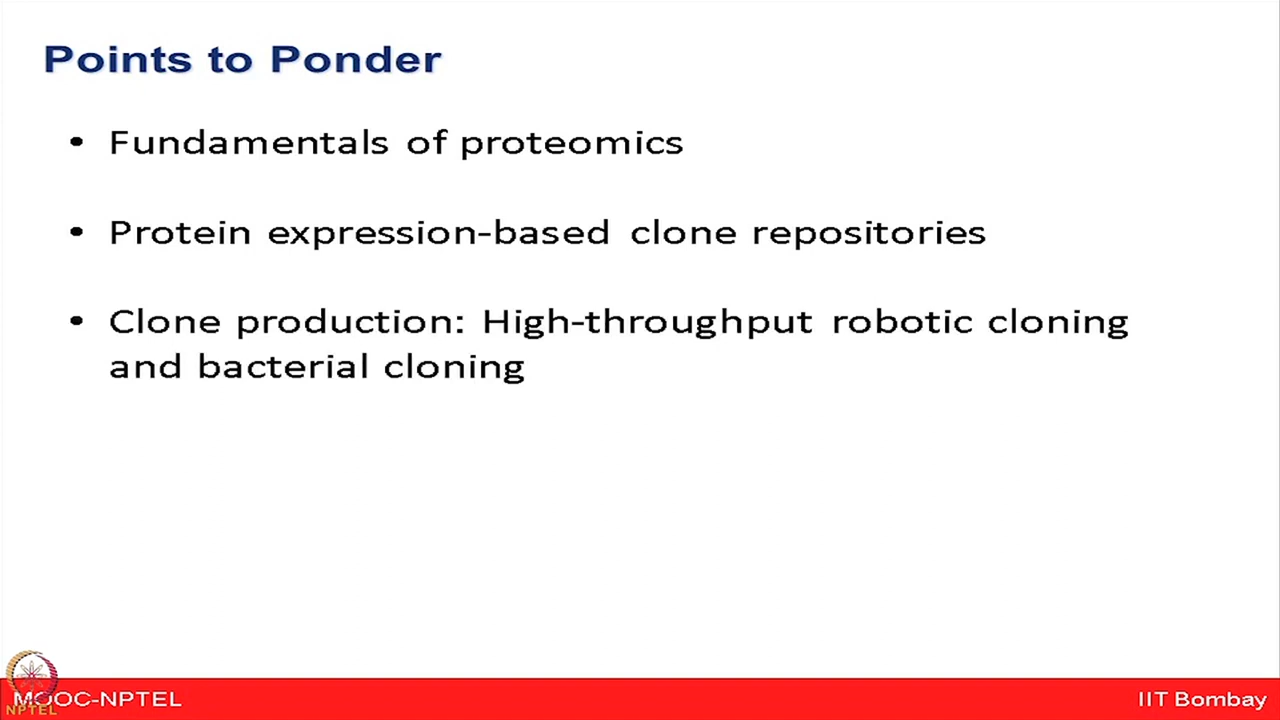 Points to Ponder
• Fundamentals of proteomics
• Protein expression-based clone repositories
• Clone production: High-throughput robotic cloning
and bacterial cloning
MOOC-NPTEL
NPTEL
IIT Bombay